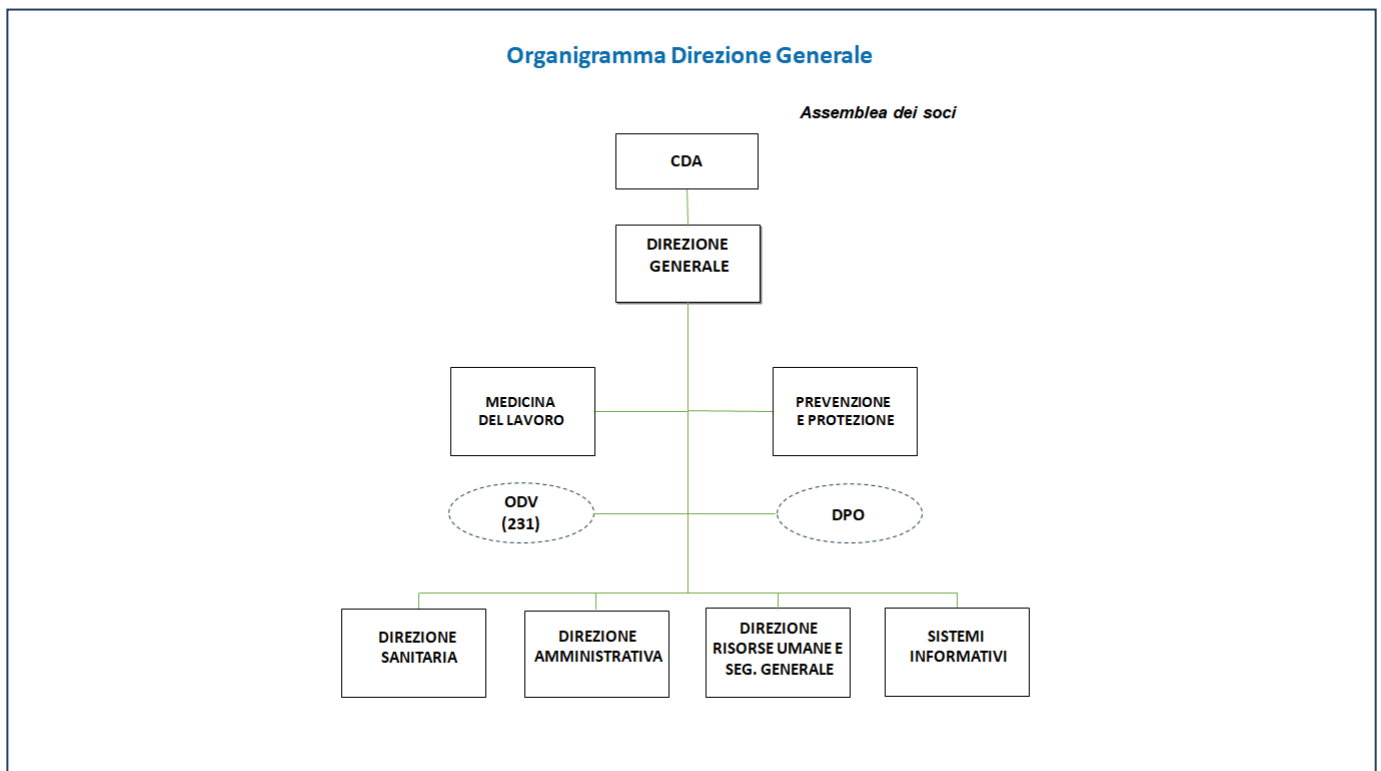 Organigramma Direzione Generale
Assemblea dei soci
CDA
DIREZIONE
GENERALE
MEDICINA
DEL LAVORO
PREVENZIONE
E PROTEZIONE
ODV
(231)
DPO
DIREZIONE
SANITARIA
DIREZIONE
AMMINISTRATIVA
DIREZIONE
RISORSE UMANE E
SEG. GENERALE
SISTEMI
INFORMATIVI